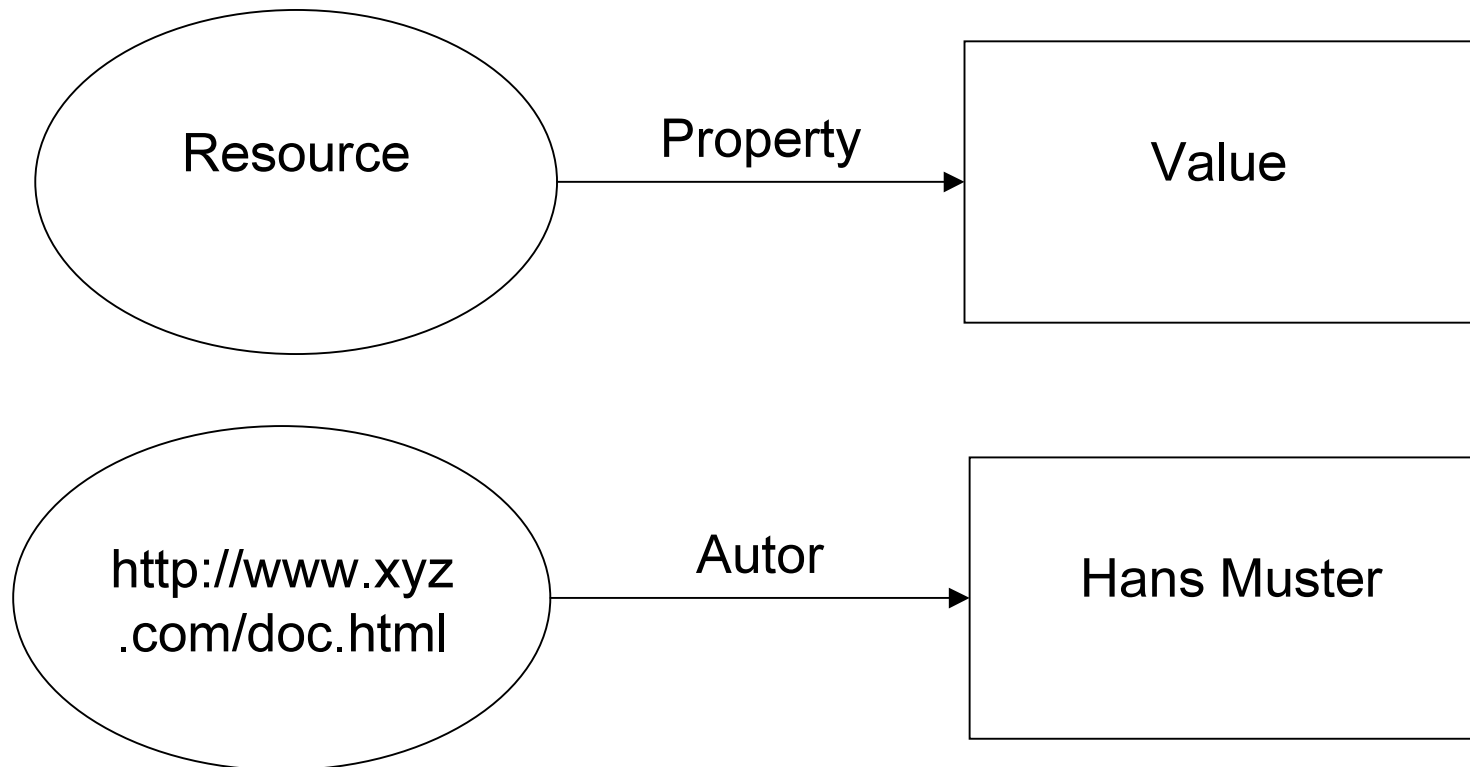 Resource
Property
Value
http://www.xyz
.com/doc.html
Autor
Hans Muster